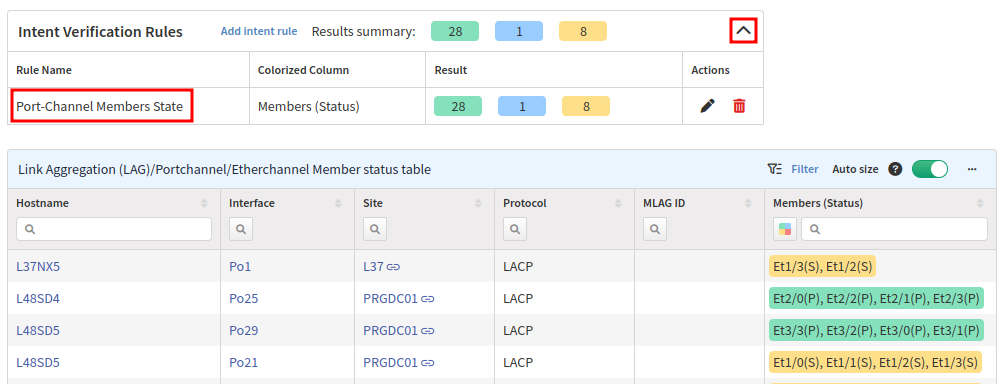 Intent Verification Rules Add intent rule Results summary: 28 1 8
Rule Name Colorized Column Result Actions
Port-Channel Members State Members (Status) 28 1 8
Link Aggregation (LAG)/Portchannel/Etherchannel Member status table Filter Auto size ? ...
Hostname Interface Site Protocol MLAG ID Members (Status)
L37NX5 Po1 L37 LACP Et1/3(S), Et1/2(S)
L48SD4 Po25 PRGDC01 LACP Et2/0(P), Et2/2(P), Et2/1(P), Et2/3(P)
L48SD5 Po29 PRGDC01 LACP Et3/3(P), Et3/2(P), Et3/0(P), Et3/1(P)
L48SD5 Po21 PRGDC01 LACP Et1/0(S), Et1/1(S), Et1/2(S), Et1/3(S)